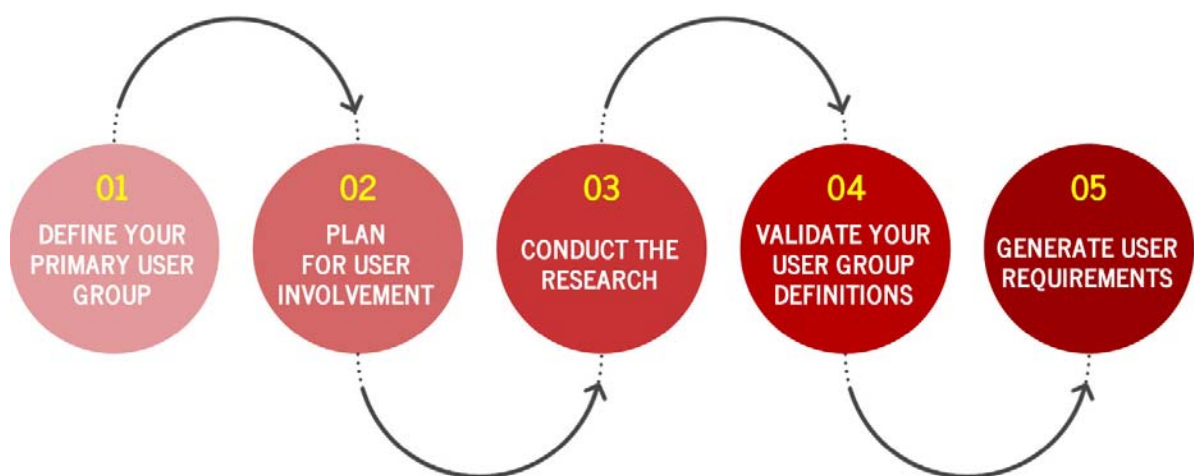 01
DEFINE YOUR
PRIMARY USER
GROUP
02
PLAN
FOR USER
INVOLVEMENT
03
CONDUCT THE
RESEARCH
04
VALIDATE YOUR
USER GROUP
DEFINITIONS
05
GENERATE USER
REQUIREMENTS